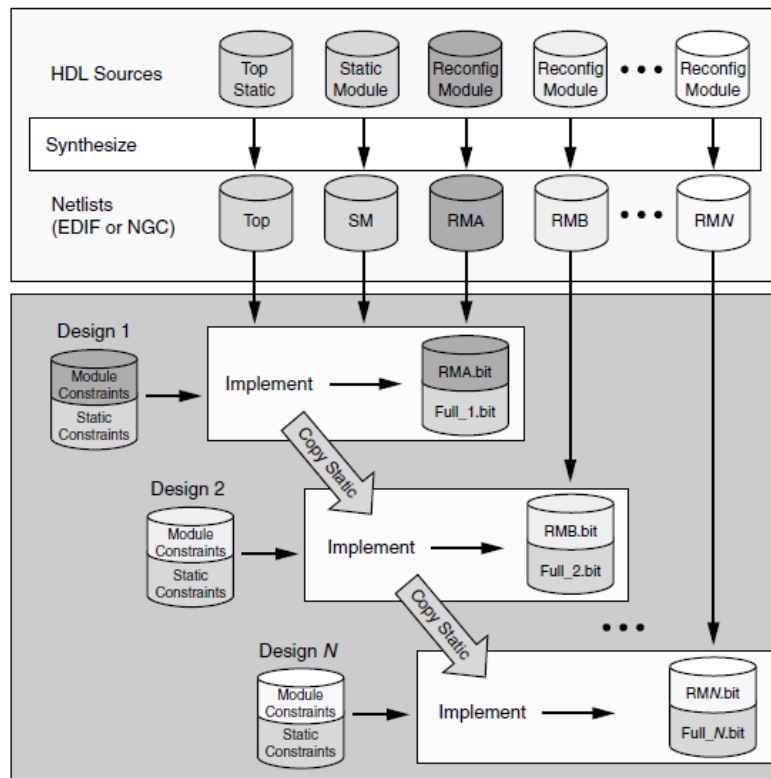 HDL Sources
Top
Static
Static
Module
Reconfig
Module
Reconfig
Module
Reconfig
Module
Synthesize
Netlists
(EDIF or NGC)
Top
SM
RMA
RMB
RMN
Design 1
Module
Constraints
Static
Constraints
Implement
RMA.bit
Full_1.bit
Copy Static
Design 2
Module
Constraints
Static
Constraints
Implement
RMB.bit
Full_2.bit
Copy Static
Design N
Module
Constraints
Static
Constraints
Implement
RMN.bit
Full_N.bit